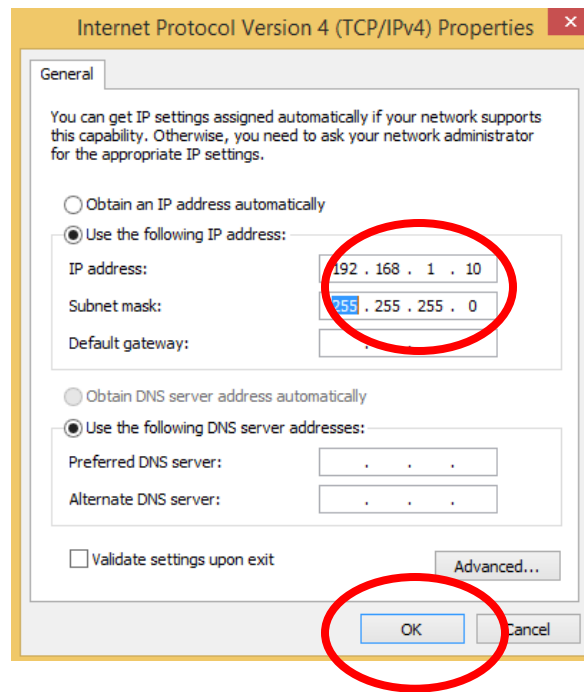 Internet Protocol Version 4 (TCP/IPv4) Properties
General
You can get IP settings assigned automatically if your network supports
this capability. Otherwise, you need to ask your network administrator
for the appropriate IP settings.
Obtain an IP address automatically
Use the following IP address:
IP address: 192 . 168 . 1 . 10
Subnet mask: 255 . 255 . 255 . 0
Default gateway: . . .
Obtain DNS server address automatically
Use the following DNS server addresses:
Preferred DNS server: . . .
Alternate DNS server: . . .
Validate settings upon exit
Advanced...
OK Cancel